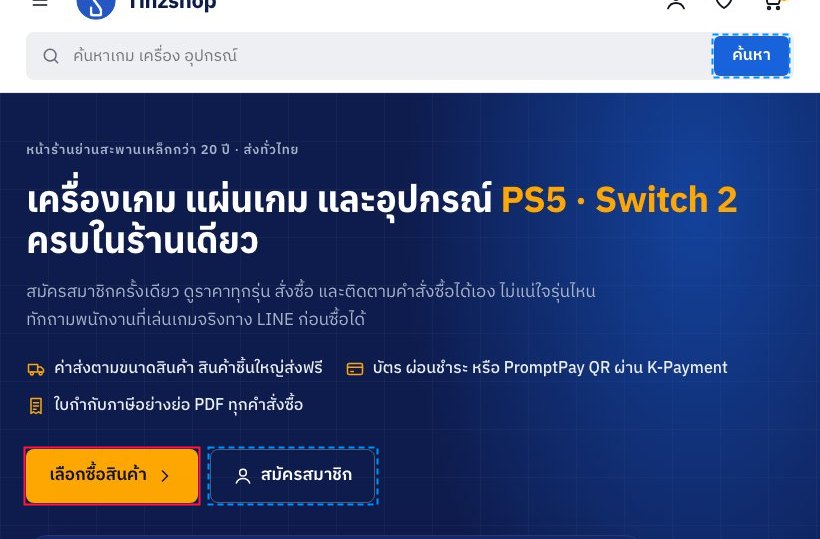 Tinzshop
ค้นหาเกม เครื่อง อุปกรณ์
ค้นหา
หน้าร้านย่านสะพานเหล็กกว่า 20 ปี · ส่งทั่วไทย
เครื่องเกม แผ่นเกม และอุปกรณ์ PS5 · Switch 2
ครบในร้านเดียว
สมัครสมาชิกครั้งเดียว ดูราคาทุกรุ่น สั่งซื้อ และติดตามคำสั่งซื้อได้เอง ไม่แน่ใจรุ่นไหน
ทักถามพนักงานที่เล่นเกมจริงทาง LINE ก่อนซื้อได้
ค่าส่งตามขนาดสินค้า สินค้าชิ้นใหญ่ส่งฟรี
บัตร ผ่อนชำระ หรือ PromptPay QR ผ่าน K-Payment
ใบกำกับภาษีอย่างย่อ PDF ทุกคำสั่งซื้อ
เลือกซื้อสินค้า
สมัครสมาชิก